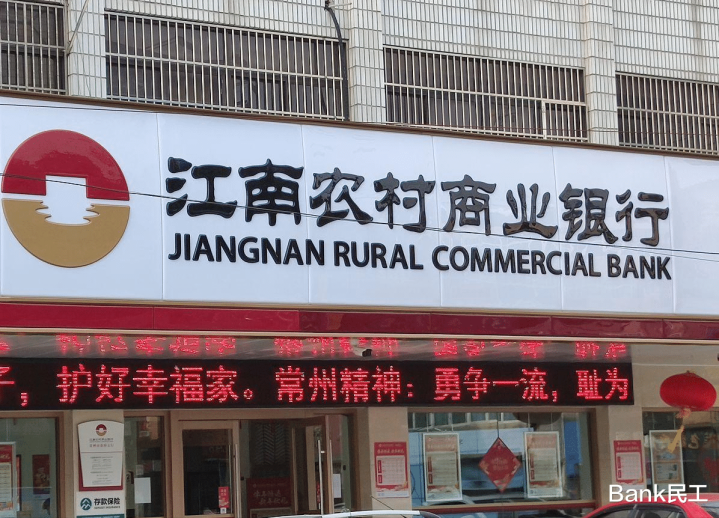 江南农村商业银行
JIANGNAN RURAL COMMERCIAL BANK
，护好幸福家。常州精神：勇争一流，耻为
存款保险
Bank民工